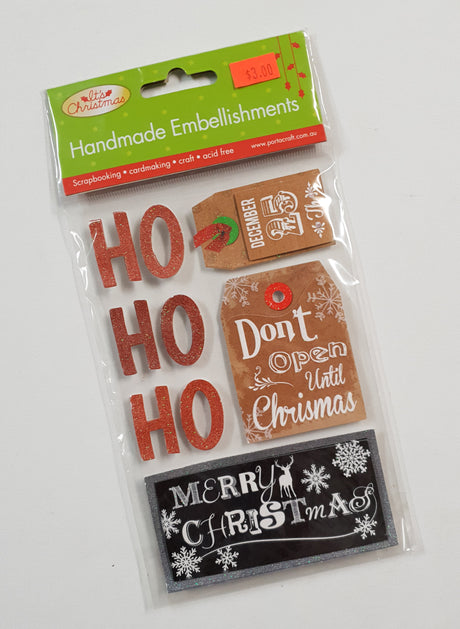 It's
Christmas
$3.00
Handmade Embellishments
Scrapbooking • cardmaking • craft • acid free
www.portocraft.com.au
HO
HO
HO
DECEMBER
25
Th
Don't
Open
Until
Chrismas
MERRY
CHRISTMAS